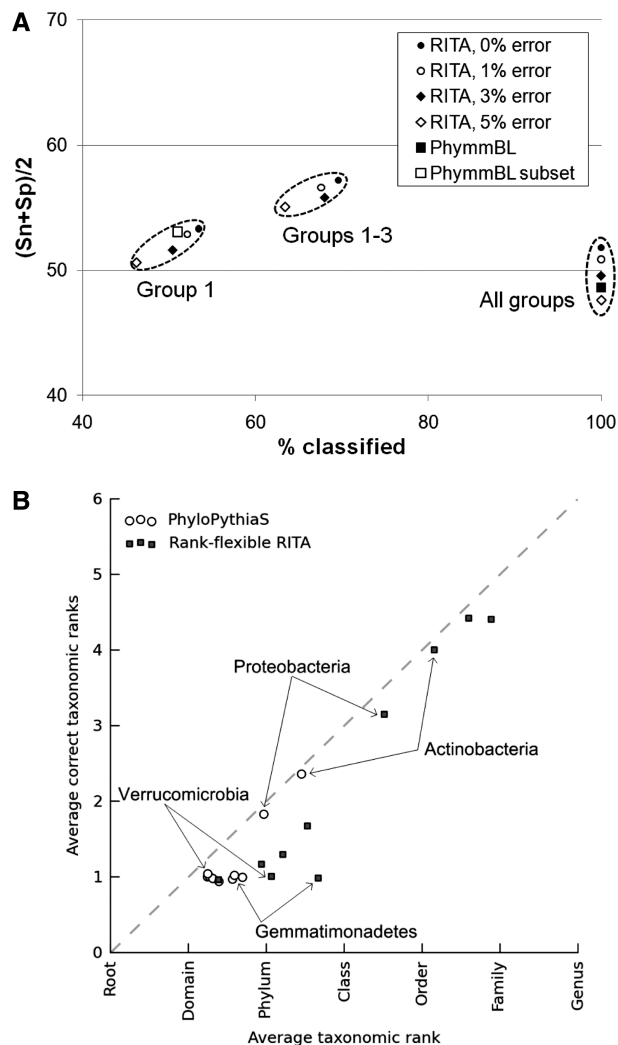 A
70
60
50
40
(Sn+Sp)/2
RITA, 0% error
RITA, 1% error
RITA, 3% error
RITA, 5% error
PhymmBL
PhymmBL subset
Groups 1-3
Group 1
All groups
40
60
80
100
% classified
B
6
5
4
3
2
1
0
Average correct taxonomic ranks
PhyloPythiaS
Rank-flexible RITA
Proteobacteria
Actinobacteria
Verrucomicrobia
Gemmatimonadetes
Root
Domain
Phylum
Class
Order
Family
Genus
Average taxonomic rank